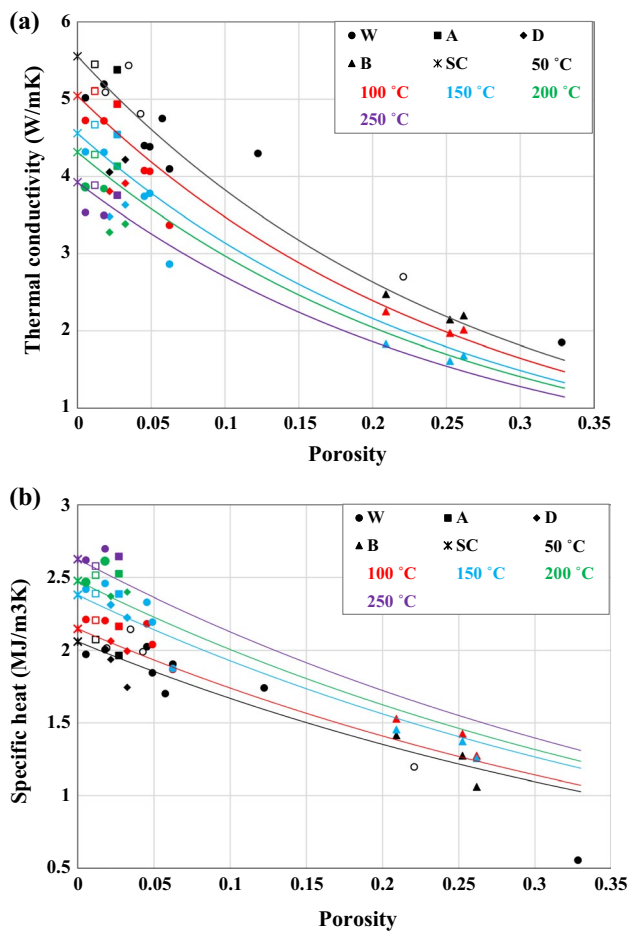 (a)
W A D
B SC 50 ˚C
100 ˚C 150 ˚C 200 ˚C
250 ˚C
Thermal conductivity (W/mK)
6
5
4
3
2
1
0 0.05 0.1 0.15 0.2 0.25 0.3 0.35
Porosity
(b)
W A D
B SC 50 ˚C
100 ˚C 150 ˚C 200 ˚C
250 ˚C
Specific heat (MJ/m3K)
3
2.5
2
1.5
1
0.5
0 0.05 0.1 0.15 0.2 0.25 0.3 0.35
Porosity